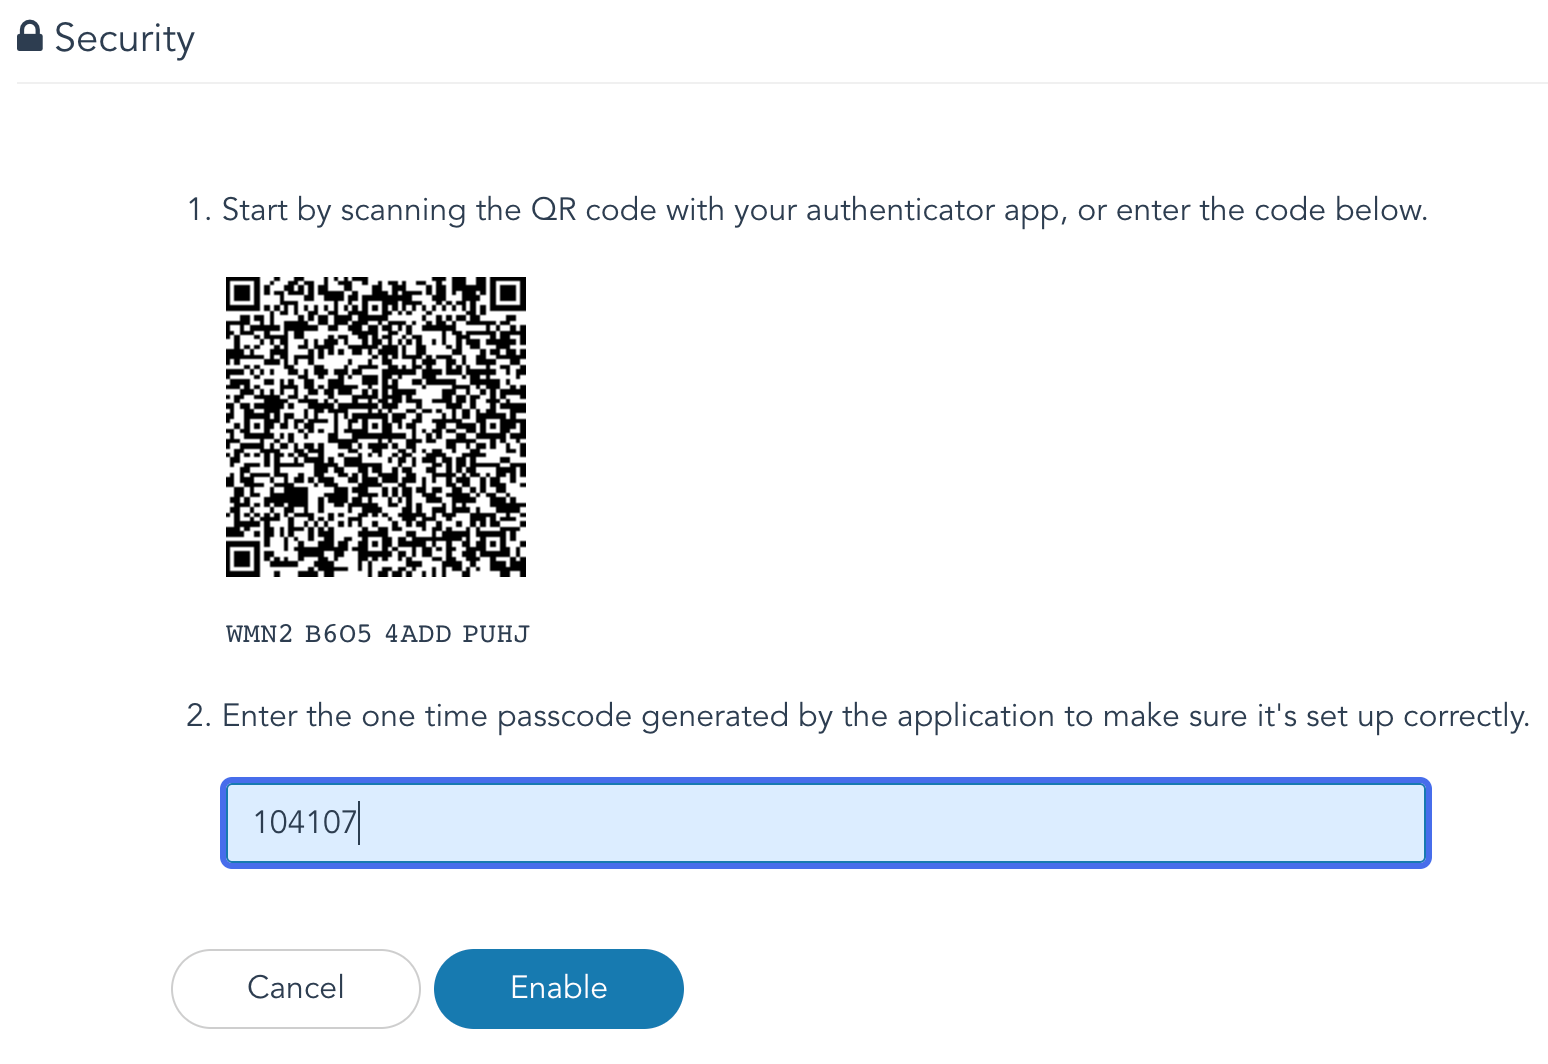 Security
1. Start by scanning the QR code with your authenticator app, or enter the code below.
WMN2 B6O5 4ADD PUHJ
2. Enter the one time passcode generated by the application to make sure it's set up correctly.
104107
Cancel
Enable